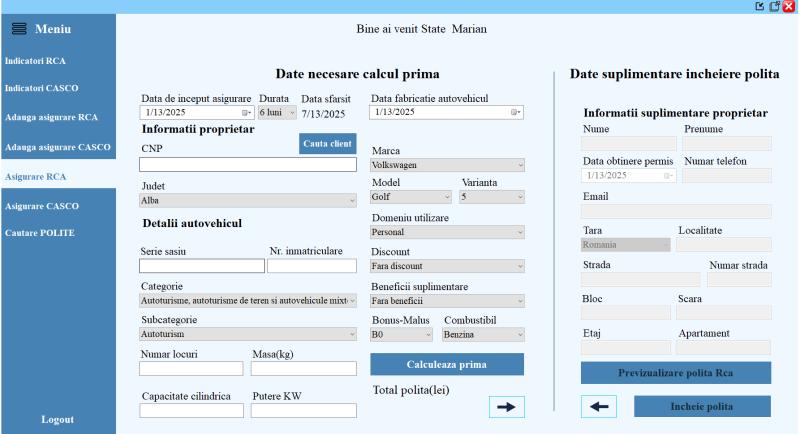 Meniu
Indicatori RCA
Indicatori CASCO
Adauga asigurare RCA
Adauga asigurare CASCO
Asigurare RCA
Asigurare CASCO
Cautare POLITE
Logout
Bine ai venit State Marian
Date necesare calcul prima
Data de inceput asigurare Durata Data sfarsit
1/13/2025 6 luni 7/13/2025
Informatii proprietar
CNP Cauta client
Judet
Alba
Detalii autovehicul
Serie sasiu Nr. inmatriculare
Categorie
Autoturisme, autoturisme de teren si autovehicule mixt
Subcategorie
Autoturism
Numar locuri Masa(kg)
Capacitate cilindrica Putere KW
Data fabricatie autovehicul
1/13/2025
Marca
Volkswagen
Model Varianta
Golf 5
Domeniu utilizare
Personal
Discount
Fara discount
Beneficii suplimentare
Fara beneficii
Bonus-Malus Combustibil
B0 Benzina
Calculeaza prima
Total polita(lei)
Date suplimentare incheiere polita
Informatii suplimentare proprietar
Nume Prenume
Data obtinere permis Numar telefon
1/13/2025
Email
Tara Localitate
Romania
Strada Numar strada
Bloc Scara
Etaj Apartament
Previzualizare polita Rca
Incheie polita